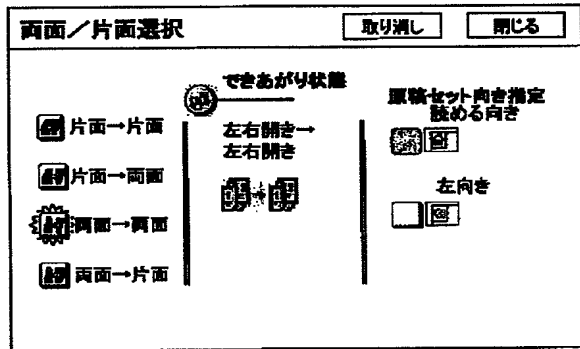 両面／片面選択
取り消し
閉じる
片面→片面
片面→両面
両面→両面
両面→片面
できあがり状態
左右開き→
左右開き
原稿セット向き指定
読める向き
左向き